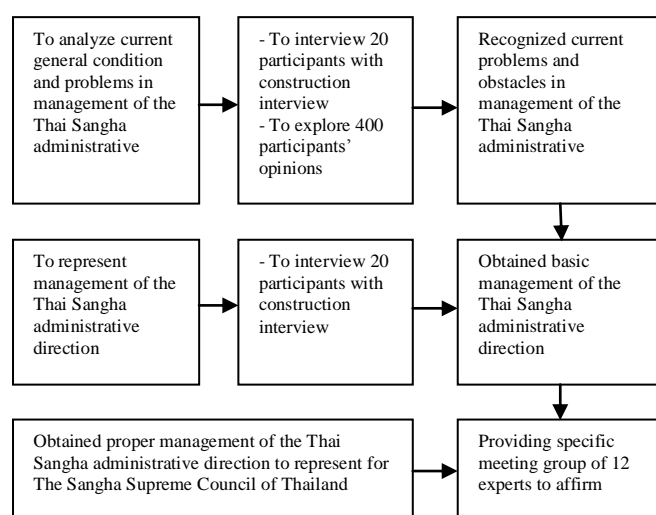 To analyze current
general condition
and problems in
management of the
Thai Sangha
administrative
- To interview 20
participants with
construction
interview
- To explore 400
participants’
opinions
Recognized current
problems and
obstacles in
management of the
Thai Sangha
administrative
To represent
management of the
Thai Sangha
administrative
direction
- To interview 20
participants with
construction
interview
Obtained basic
management of the
Thai Sangha
administrative
direction
Obtained proper management of the Thai
Sangha administrative direction to represent for
The Sangha Supreme Council of Thailand
Providing specific
meeting group of 12
experts to affirm